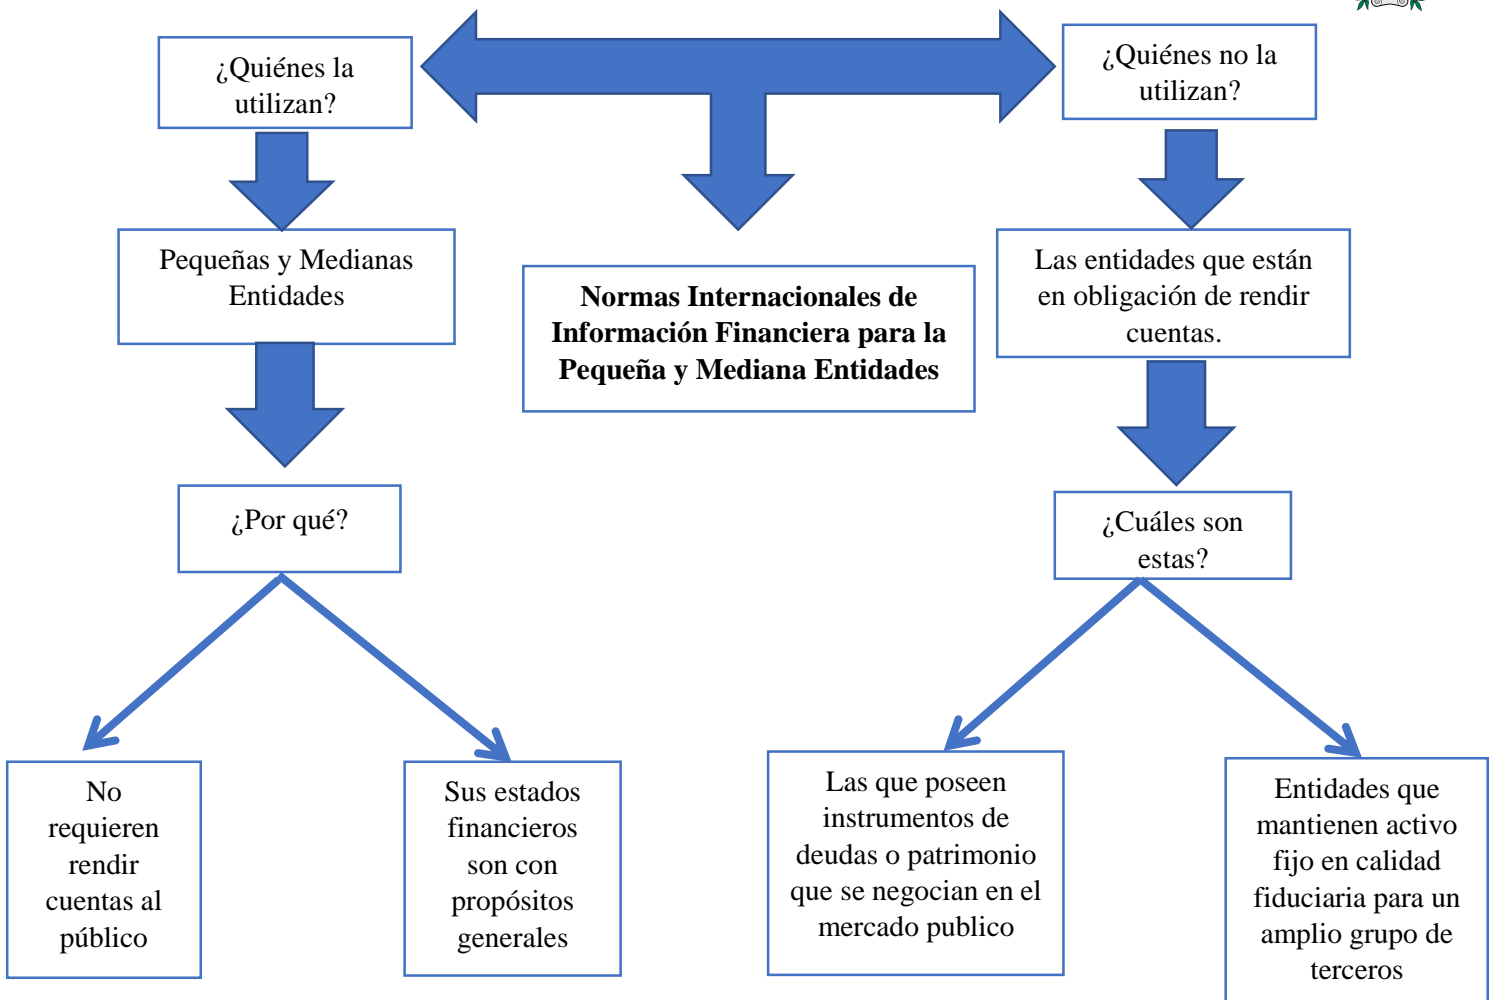 ¿Quiénes la
utilizan?
¿Quiénes no la
utilizan?
Pequeñas y Medianas
Entidades
Normas Internacionales de
Información Financiera para la
Pequeña y Mediana Entidades
Las entidades que están
en obligación de rendir
cuentas.
¿Por qué?
¿Cuáles son
estas?
No
requieren
rendir
cuentas al
público
Sus estados
financieros
son con
propósitos
generales
Las que poseen
instrumentos de
deudas o patrimonio
que se negocian en el
mercado publico
Entidades que
mantienen activo
fijo en calidad
fiduciaria para un
amplio grupo de
terceros